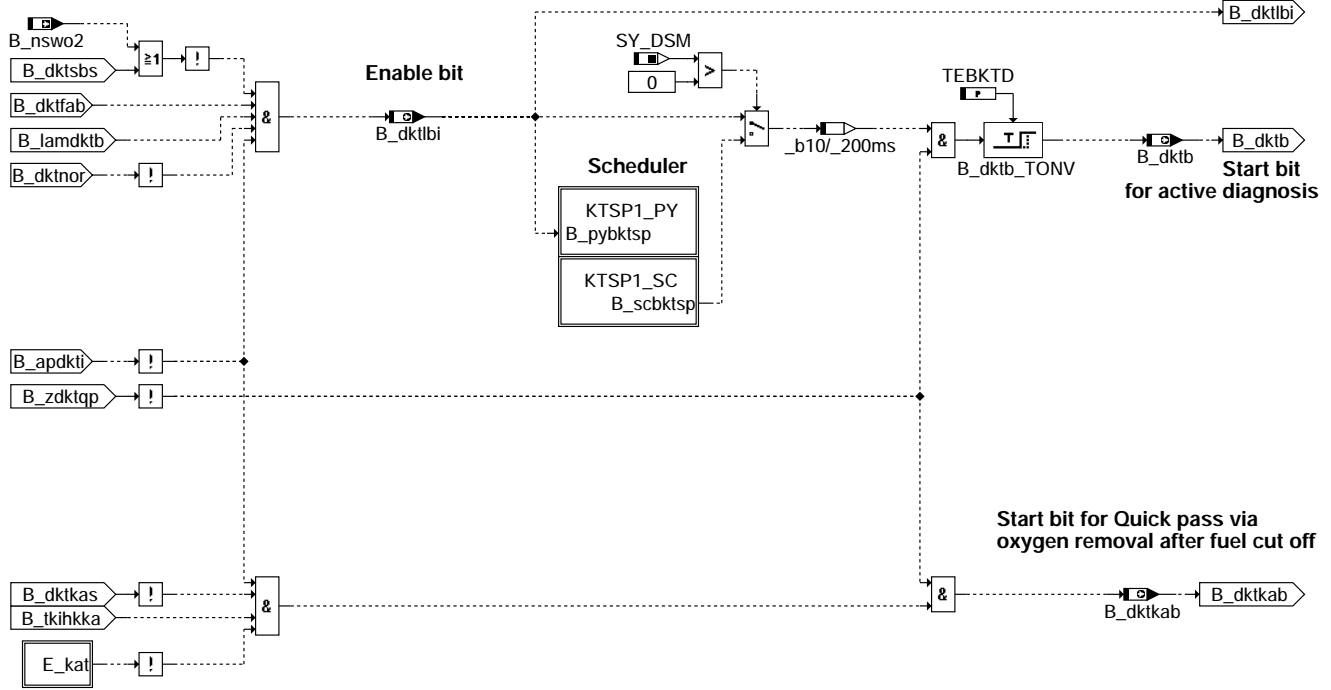 B_dktlbi
B_nswo2
≧1
!
B_dktsbs
Enable bit
SY_DSM
>
0
TEBKTD
P
B_dktfab
&
B_dktlbi
B_lamdktb
_b10/_200ms
&
T
B_dktb_TONV
B_dktb
B_dktb
B_dktnor
!
Scheduler
Start bit
for active diagnosis
KTSP1_PY
B_pybktsp
KTSP1_SC
B_scbktsp
B_apdkti
!
B_zdktqp
!
Start bit for Quick pass via
oxygen removal after fuel cut off
B_dktkas
!
&
&
B_dktkab
B_dktkab
B_tkihkka
E_kat
!